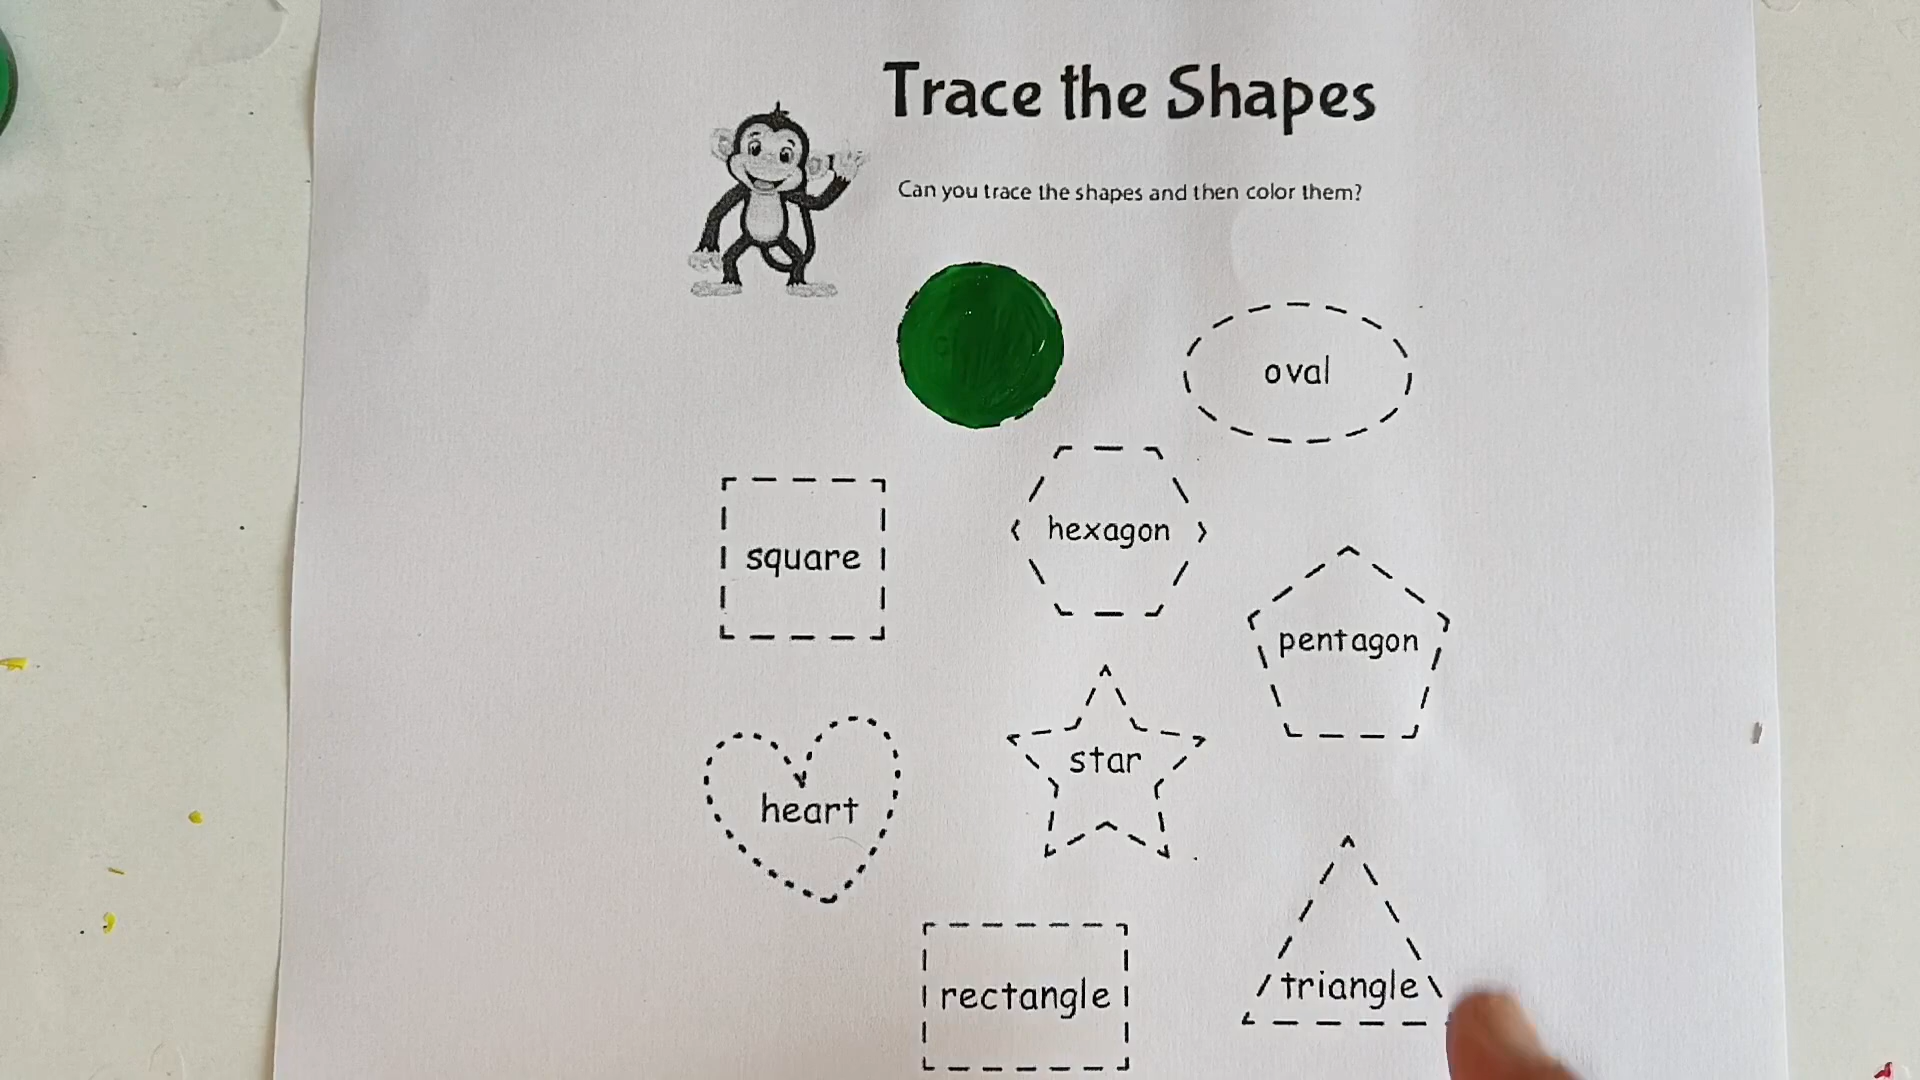 Trace the Shapes
Can you trace the shapes and then color them?
oval
hexagon
square
pentagon
star
heart
triangle
rectangle